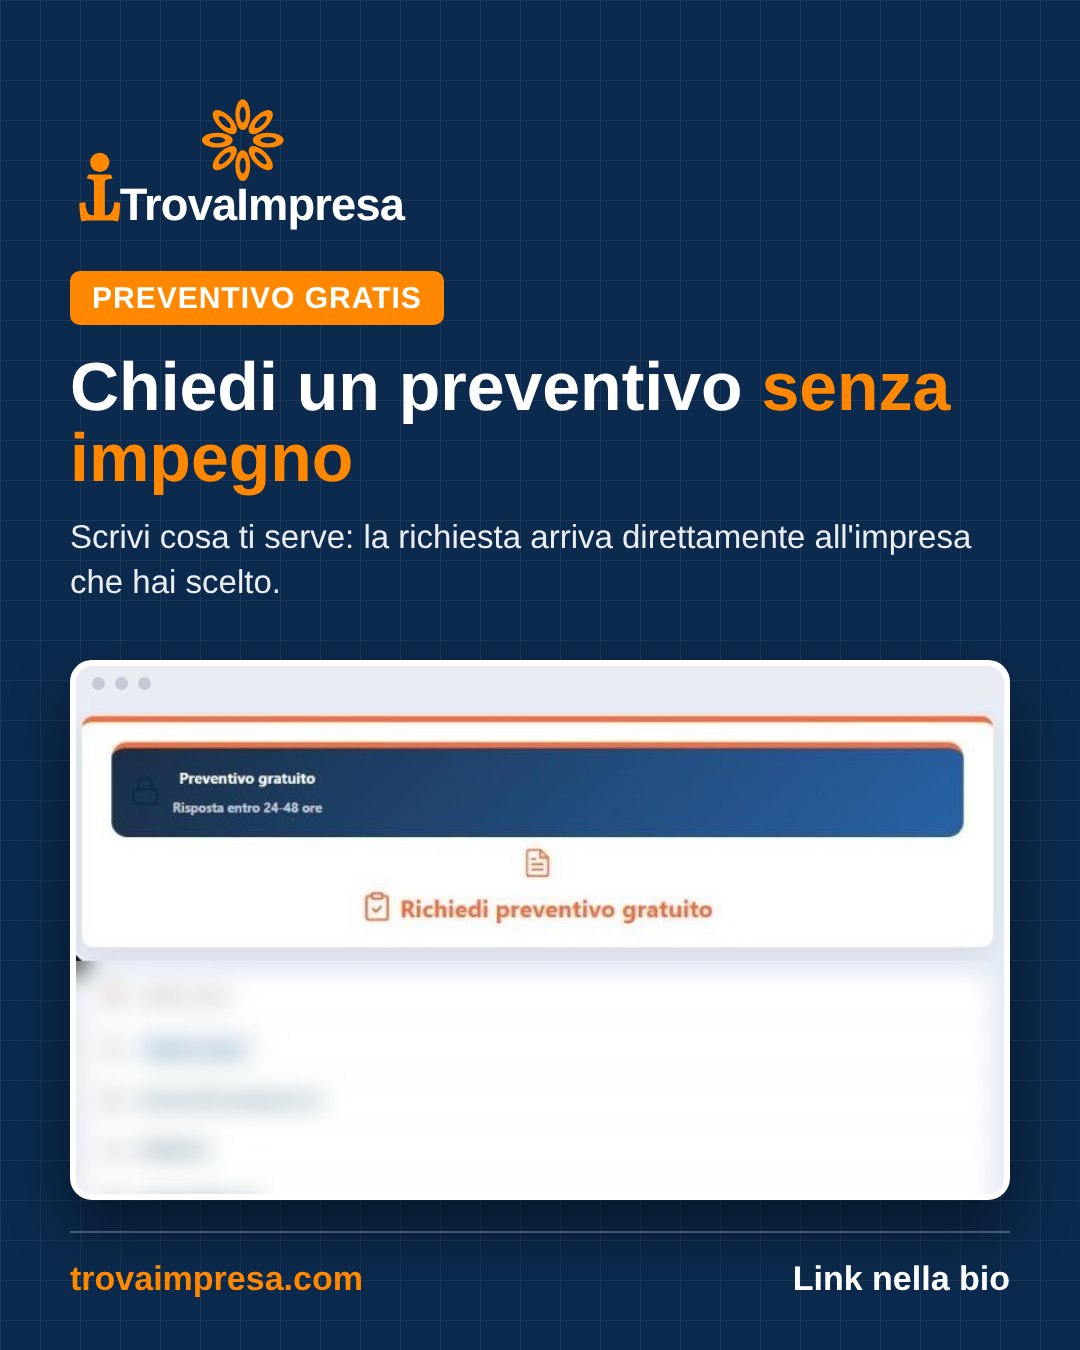 TrovaImpresa
PREVENTIVO GRATIS
Chiedi un preventivo senza
impegno
Scrivi cosa ti serve: la richiesta arriva direttamente all'impresa
che hai scelto.
Preventivo gratuito
Risposta entro 24-48 ore
Richiedi preventivo gratuito
trovaimpresa.com
Link nella bio